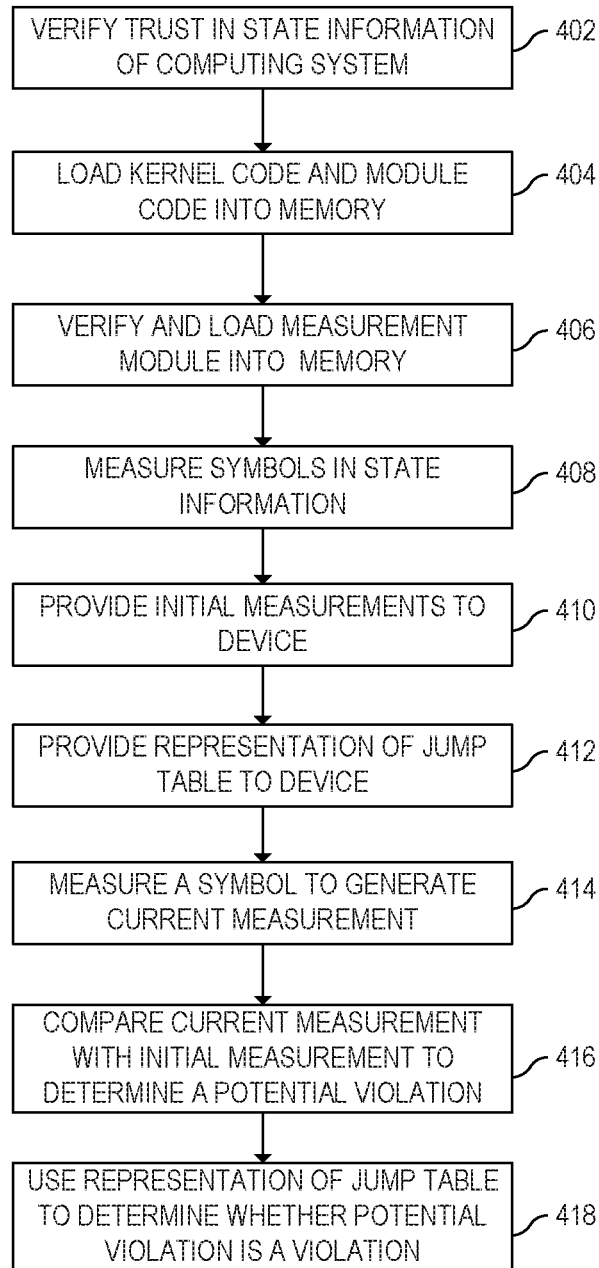 VERIFY TRUST IN STATE INFORMATION
OF COMPUTING SYSTEM
402
LOAD KERNEL CODE AND MODULE
CODE INTO MEMORY
404
VERIFY AND LOAD MEASUREMENT
MODULE INTO MEMORY
406
MEASURE SYMBOLS IN STATE
INFORMATION
408
PROVIDE INITIAL MEASUREMENTS TO
DEVICE
410
PROVIDE REPRESENTATION OF JUMP
TABLE TO DEVICE
412
MEASURE A SYMBOL TO GENERATE
CURRENT MEASUREMENT
414
COMPARE CURRENT MEASUREMENT
WITH INITIAL MEASUREMENT TO
DETERMINE A POTENTIAL VIOLATION
416
USE REPRESENTATION OF JUMP TABLE
TO DETERMINE WHETHER POTENTIAL
VIOLATION IS A VIOLATION
418